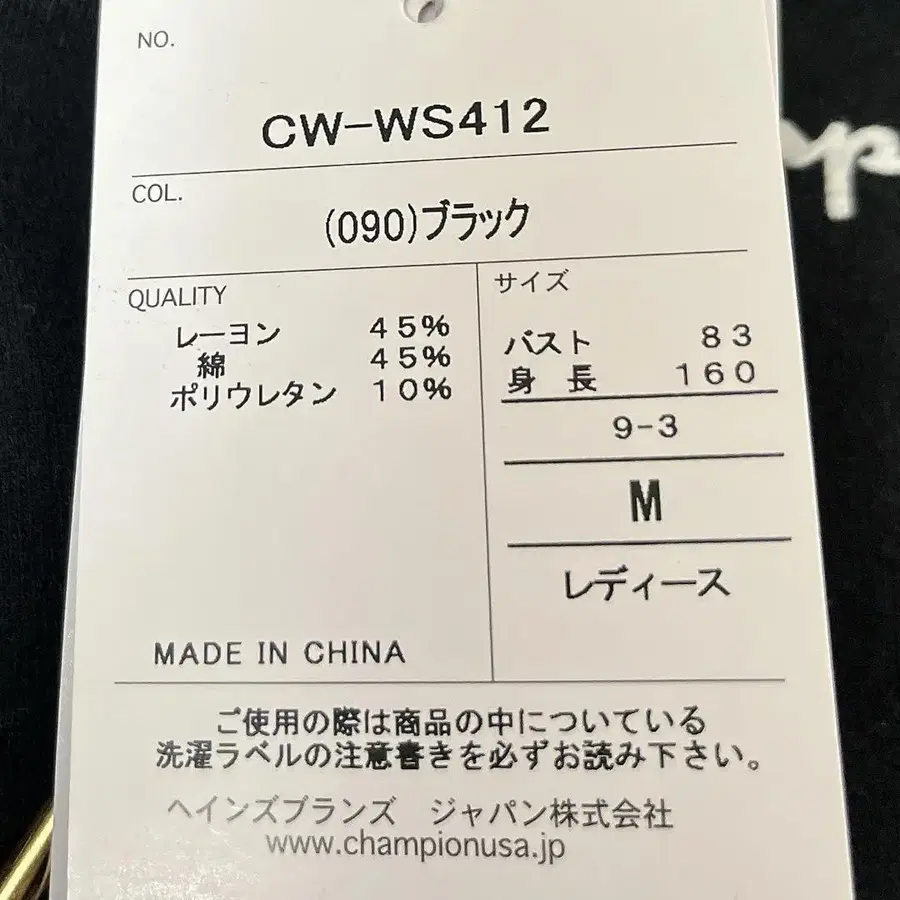 NO.
CW-WS412
COL.
(090)ブラック
QUALITY
レーヨン 45%
綿 45%
ポリウレタン 10%
MADE IN CHINA
サイズ
バスト 83
身 長 160
9-3
M
レディース
ご使用の際は商品の中についている
洗濯ラベルの注意書きを必ずお読み下さい。
ヘインズブランズ ジャパン株式会社
www.championusa.jp